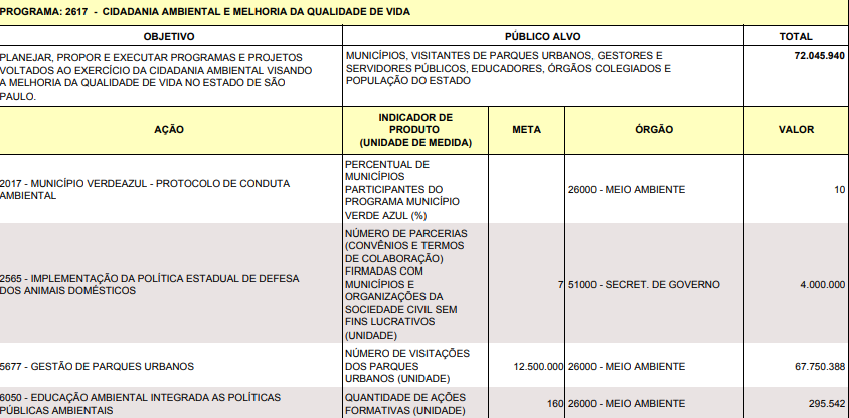 PROGRAMA: 2617 - CIDADANIA AMBIENTAL E MELHORIA DA QUALIDADE DE VIDA
OBJETIVO PÚBLICO ALVO TOTAL
PLANEJAR, PROPOR E EXECUTAR PROGRAMAS E PROJETOS
VOLTADOS AO EXERCÍCIO DA CIDADANIA AMBIENTAL VISANDO
A MELHORIA DA QUALIDADE DE VIDA NO ESTADO DE SÃO
PAULO.
MUNICÍPIOS, VISITANTES DE PARQUES URBANOS, GESTORES E
SERVIDORES PÚBLICOS, EDUCADORES, ÓRGÃOS COLEGIADOS E
POPULAÇÃO DO ESTADO
72.045.940
AÇÃO
INDICADOR DE
PRODUTO
(UNIDADE DE MEDIDA)
META
ÓRGÃO
VALOR
2017 - MUNICÍPIO VERDEAZUL - PROTOCOLO DE CONDUTA
AMBIENTAL
PERCENTUAL DE
MUNICÍPIOS
PARTICIPANTES DO
PROGRAMA MUNICÍPIO
VERDE AZUL (%)
26000 - MEIO AMBIENTE
10
2565 - IMPLEMENTAÇÃO DA POLÍTICA ESTADUAL DE DEFESA
DOS ANIMAIS DOMÉSTICOS
NÚMERO DE PARCERIAS
(CONVÊNIOS E TERMOS
DE COLABORAÇÃO)
FIRMADAS COM
MUNICÍPIOS E
ORGANIZAÇÕES DA
SOCIEDADE CIVIL SEM
FINS LUCRATIVOS
(UNIDADE)
7
51000 - SECRET. DE GOVERNO
4.000.000
5677 - GESTÃO DE PARQUES URBANOS
NÚMERO DE VISITAÇÕES
DOS PARQUES
URBANOS (UNIDADE)
12.500.000
26000 - MEIO AMBIENTE
67.750.388
6050 - EDUCAÇÃO AMBIENTAL INTEGRADA AS POLÍTICAS
PÚBLICAS AMBIENTAIS
QUANTIDADE DE AÇÕES
FORMATIVAS (UNIDADE)
160
26000 - MEIO AMBIENTE
295.542